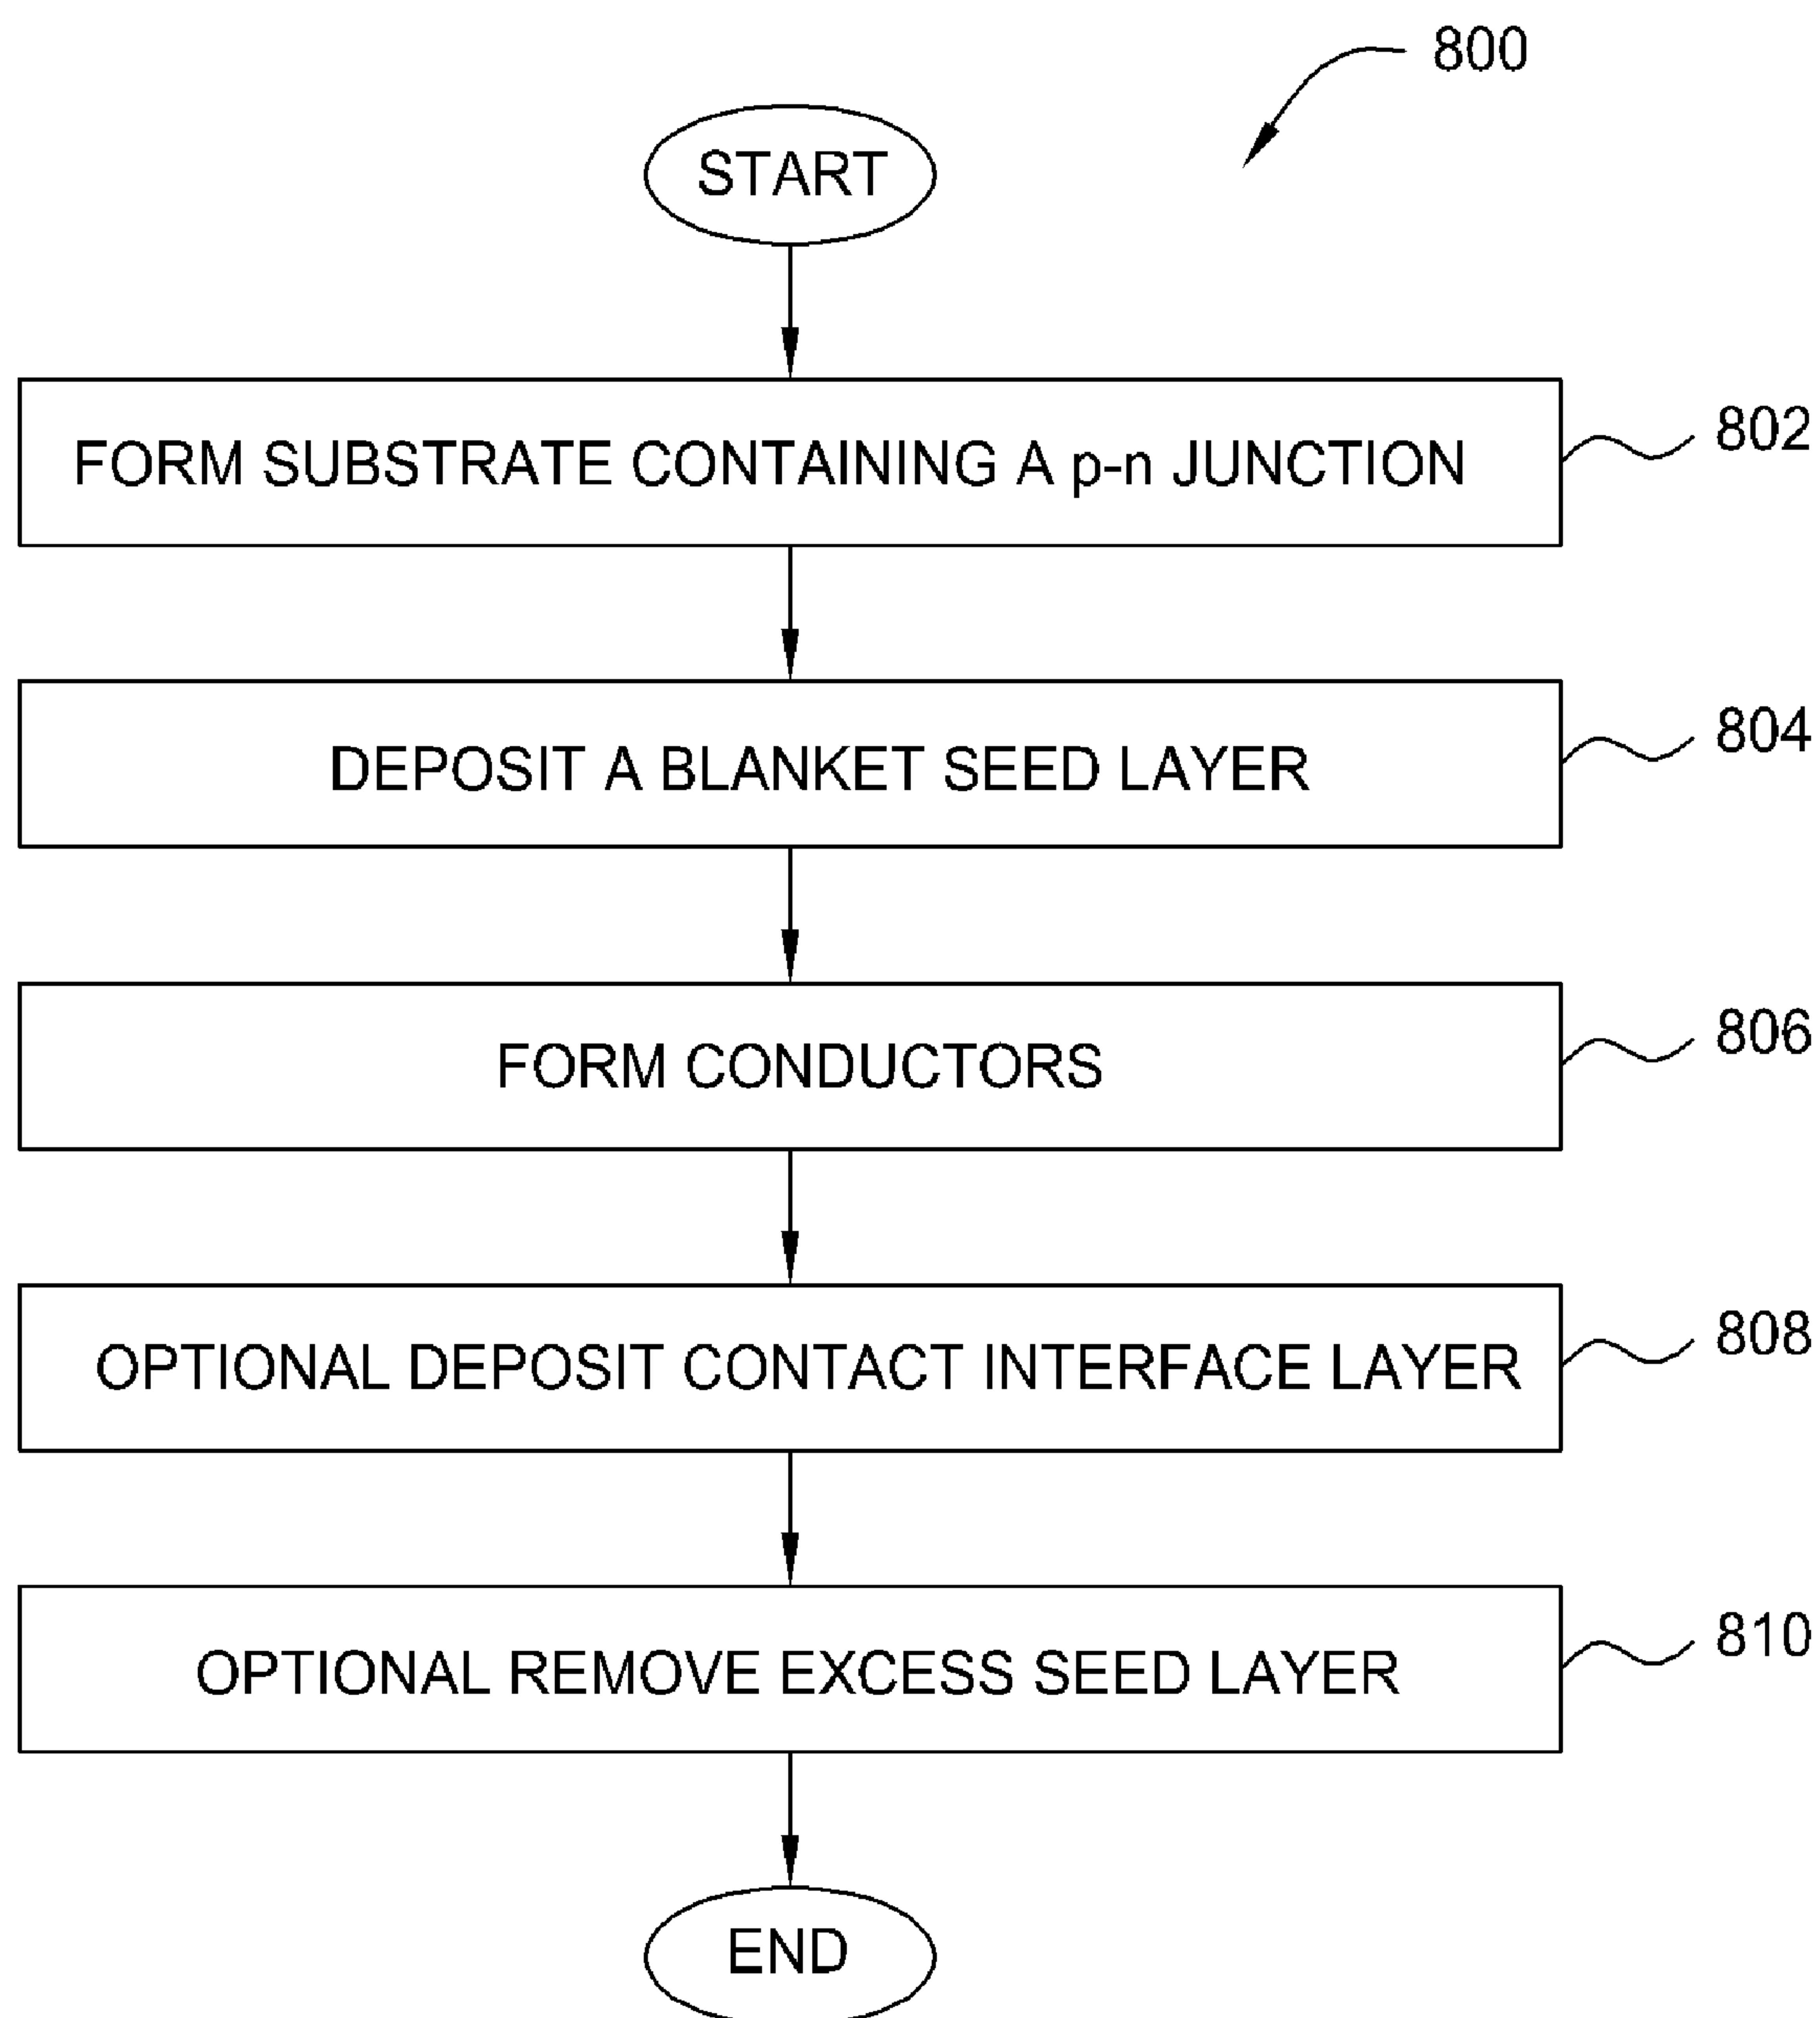 800
START
FORM SUBSTRATE CONTAINING A p-n JUNCTION
802
DEPOSIT A BLANKET SEED LAYER
804
FORM CONDUCTORS
806
OPTIONAL DEPOSIT CONTACT INTERFACE LAYER
808
OPTIONAL REMOVE EXCESS SEED LAYER
810
END